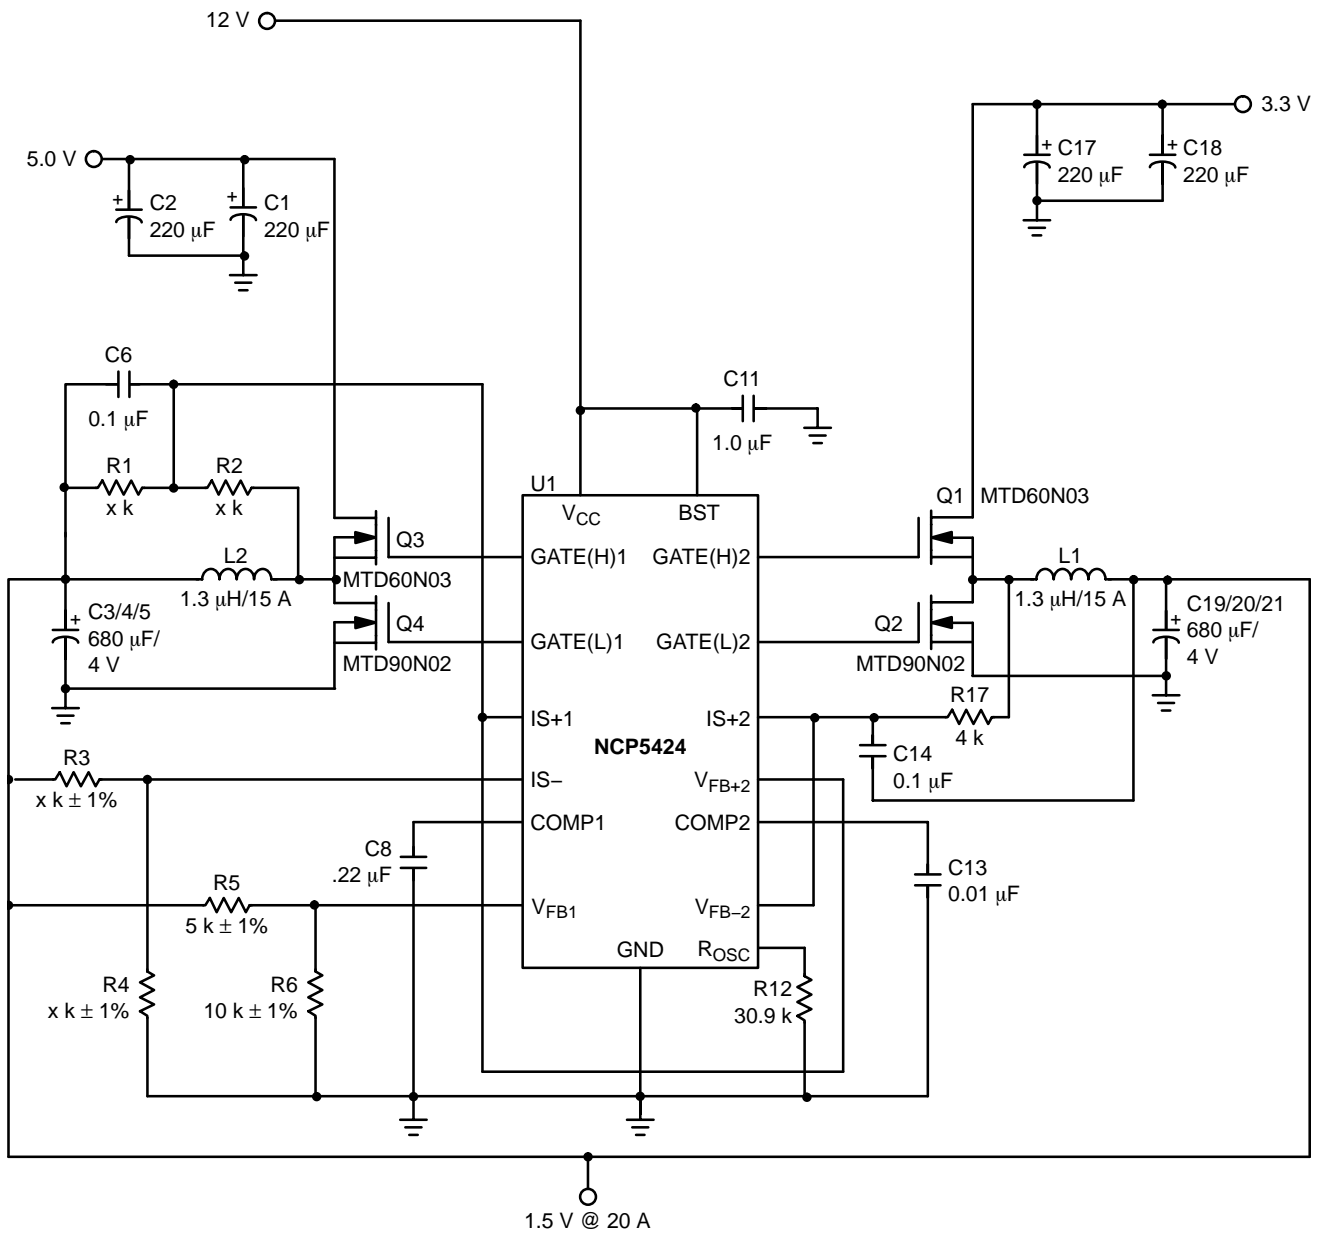 12 V
3.3 V
5.0 V
C17
220 μF
C18
220 μF
C2
220 μF
C1
220 μF
+
+
+
+
C6
0.1 μF
C11
1.0 μF
R1
x k
R2
x k
U1
VCC
BST
Q1
MTD60N03
Q3
MTD60N03
GATE(H)1
GATE(H)2
L2
1.3 μH/15 A
L1
1.3 μH/15 A
+
C3/4/5
680 μF/
4 V
Q4
MTD90N02
GATE(L)1
GATE(L)2
Q2
MTD90N02
+
C19/20/21
680 μF/
4 V
R17
4 k
IS+1
IS+2
NCP5424
C14
0.1 μF
R3
x k ± 1%
IS–
VFB+2
COMP1
COMP2
C8
.22 μF
C13
0.01 μF
R5
5 k ± 1%
VFB1
VFB–2
GND
ROSC
R4
x k ± 1%
R6
10 k ± 1%
R12
30.9 k
1.5 V @ 20 A